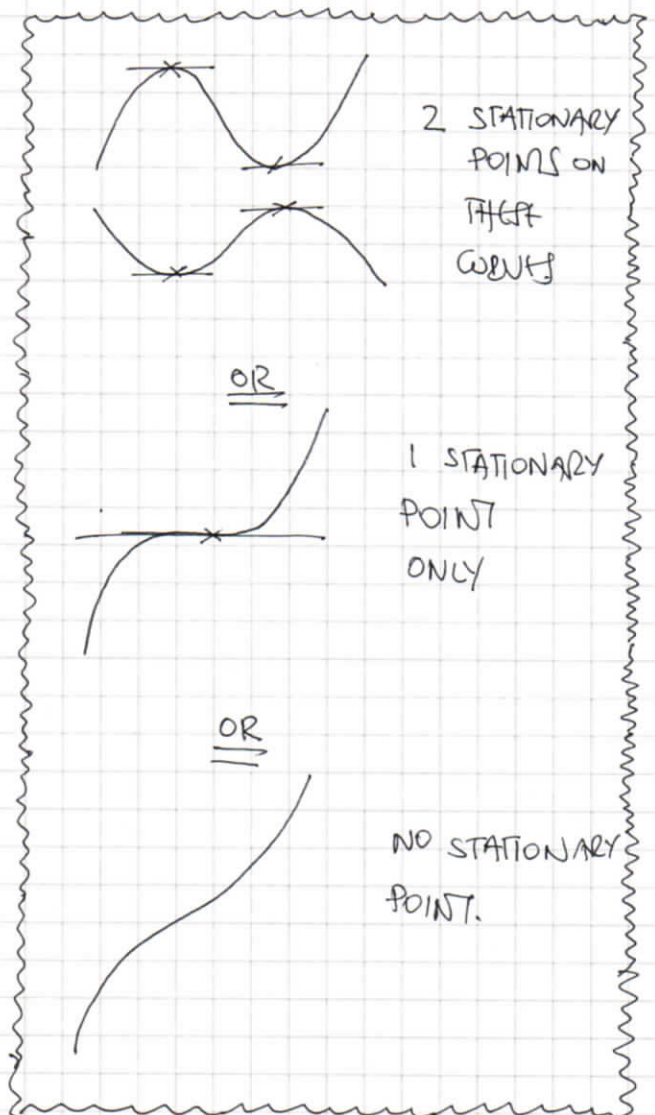 2 STATIONARY
POINTS ON
THESE
CURVES
OR
1 STATIONARY
POINT
ONLY
OR
NO STATIONARY
POINT.